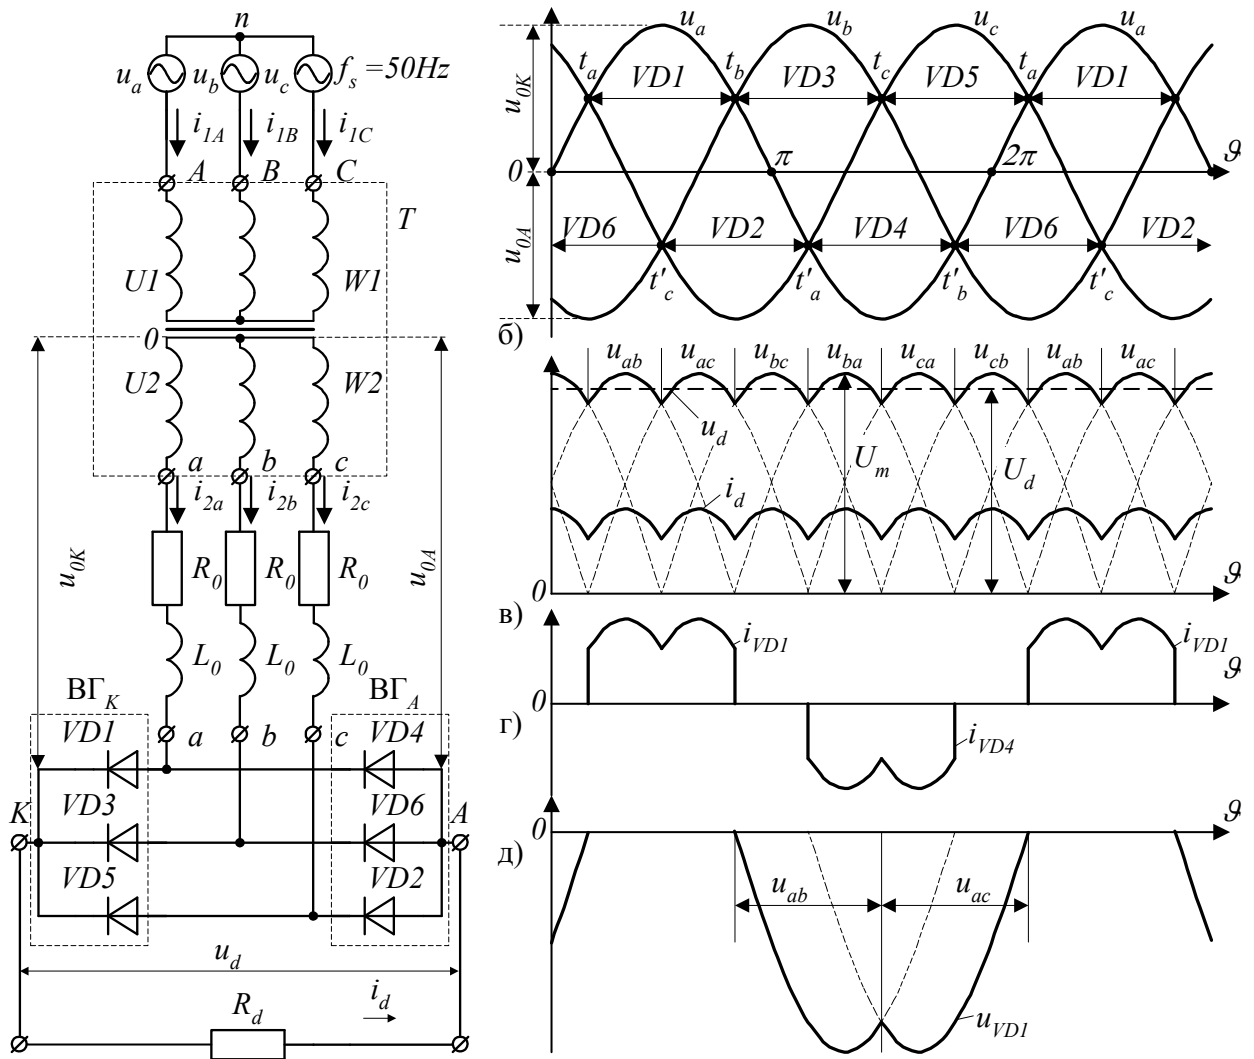 n
u_a u_b u_c f_s =50Hz
i_1A i_1B i_1C
A B C
T
U1 W1
0
U2 W2
a b c
i_2a i_2b i_2c
u_0K R_0 R_0 R_0 u_0A
L_0 L_0 L_0
ВГ_K ВГ_A
VD1 a b c VD4
K VD3 VD6 A
VD5 VD2
u_d
R_d i_d
u_a u_b u_c u_a
t_a t_b t_c t_a
VD1 VD3 VD5 VD1
u_0K
0 π 2π ϑ
u_0A
VD6 VD2 VD4 VD6 VD2
t'_c t'_a t'_b t'_c
б)
u_ab u_ac u_bc u_ba u_ca u_cb u_ab u_ac
u_d U_m U_d
i_d
0 ϑ
в)
i_VD1 i_VD1
0 ϑ
г)
i_VD4
0 ϑ
д)
u_ab u_ac
u_VD1